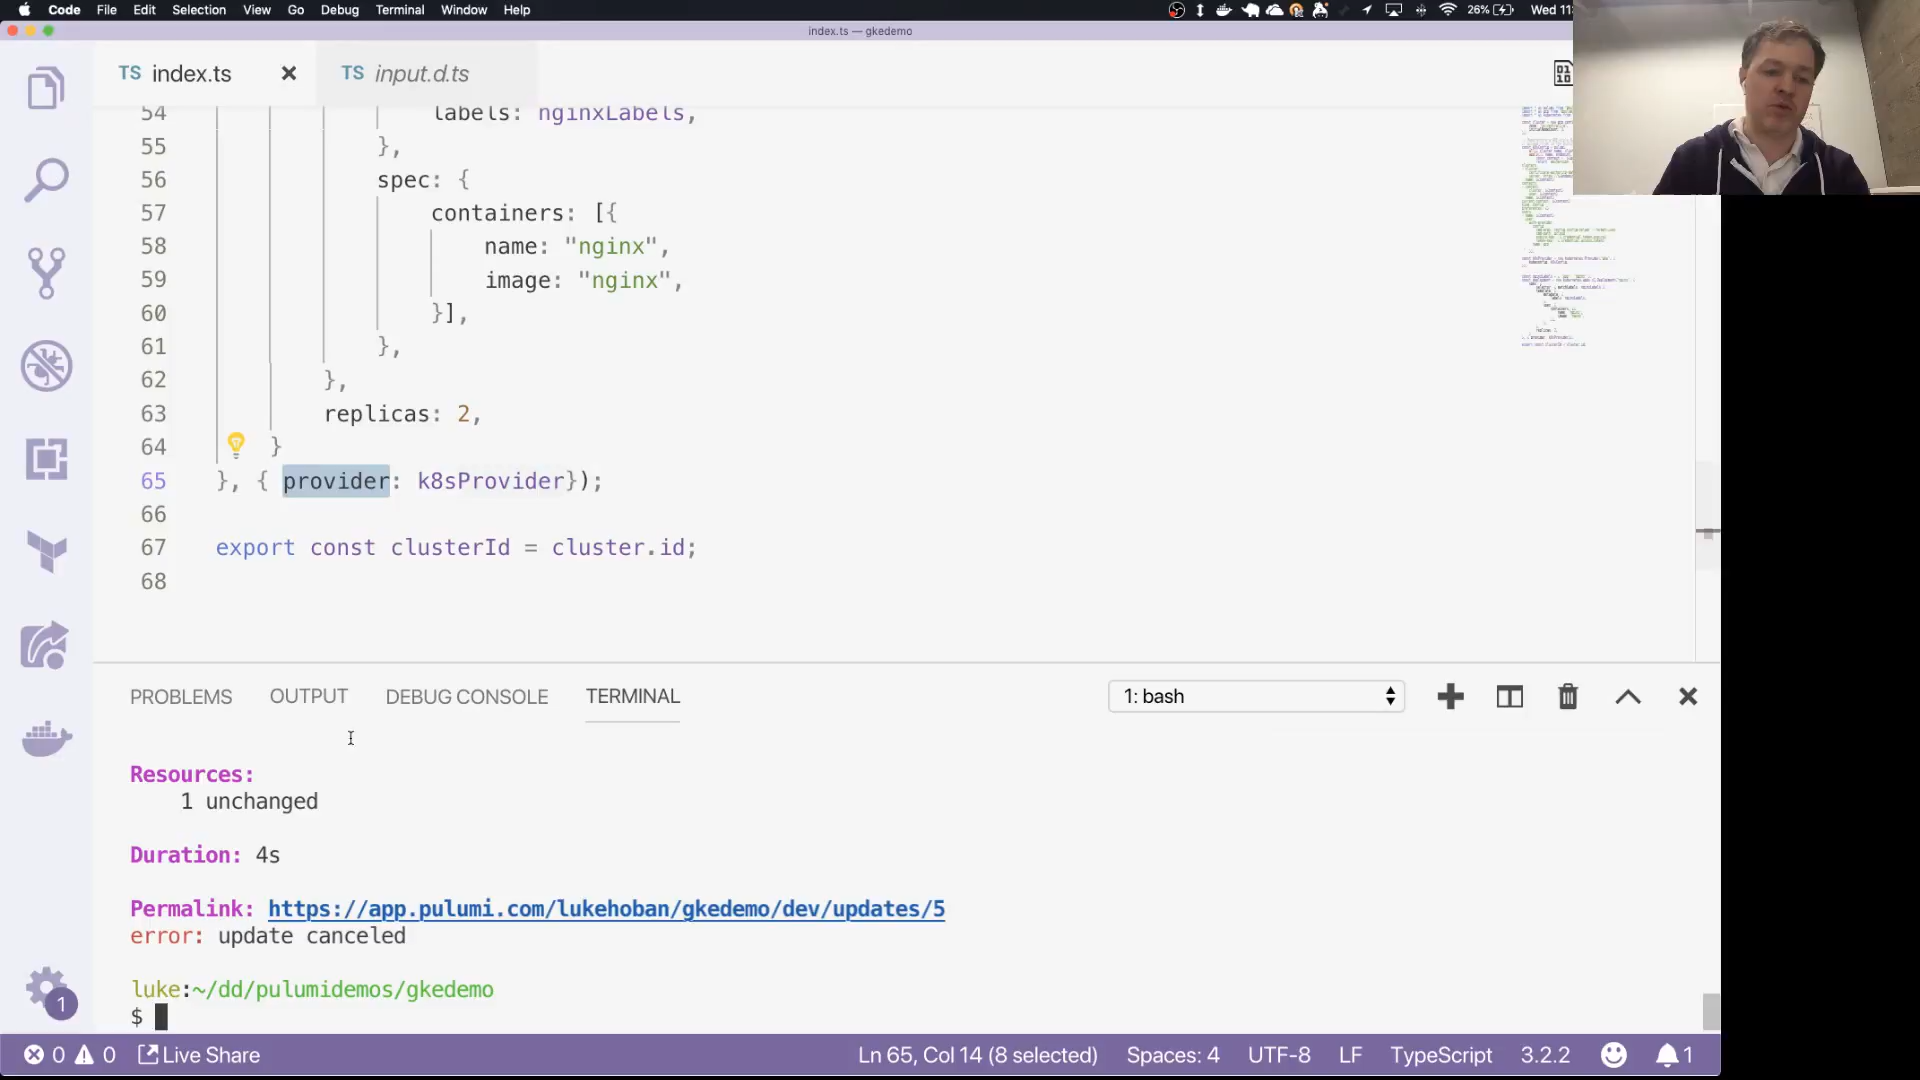 Code File Edit Selection View Go Debug Terminal Window Help 26% Wed 11
index.ts — gkedemo
TS index.ts TS input.d.ts
54 labels: nginxLabels,
55 },
56 spec: {
57 containers: [{
58 name: "nginx",
59 image: "nginx",
60 }],
61 },
62 },
63 replicas: 2,
64 }
65 }, { provider: k8sProvider});
66
67 export const clusterId = cluster.id;
68
PROBLEMS OUTPUT DEBUG CONSOLE TERMINAL 1: bash
Resources:
1 unchanged
Duration: 4s
Permalink: https://app.pulumi.com/lukehoban/gkedemo/dev/updates/5
error: update canceled
luke:~/dd/pulumidemos/gkedemo
$
1
0 0 Live Share Ln 65, Col 14 (8 selected) Spaces: 4 UTF-8 LF TypeScript 3.2.2 1